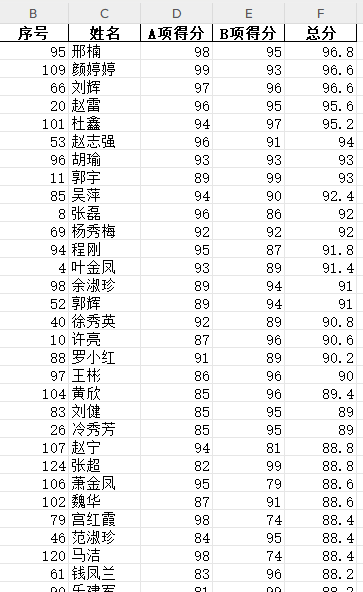 B C D E F
序号 姓名 A项得分 B项得分 总分
95 邢楠 98 95 96.8
109 颜婷婷 99 93 96.6
66 刘辉 97 96 96.6
20 赵雷 96 95 95.6
101 杜鑫 94 97 95.2
53 赵志强 96 91 94
96 胡瑜 93 93 93
11 郭宇 89 99 93
85 吴萍 94 90 92.4
8 张磊 96 86 92
69 杨秀梅 92 92 92
94 程刚 95 87 91.8
4 叶金凤 93 89 91.4
98 余淑珍 89 94 91
52 郭辉 89 94 91
40 徐秀英 92 89 90.8
10 许亮 87 96 90.6
88 罗小红 91 89 90.2
97 王彬 86 96 90
104 黄欣 85 96 89.4
83 刘健 85 95 89
26 冷秀芳 85 95 89
107 赵宁 94 81 88.8
124 张超 82 99 88.8
106 萧金凤 95 79 88.6
102 魏华 87 91 88.6
79 宫红霞 98 74 88.4
46 范淑珍 84 95 88.4
120 马洁 98 74 88.4
61 钱凤兰 83 96 88.2